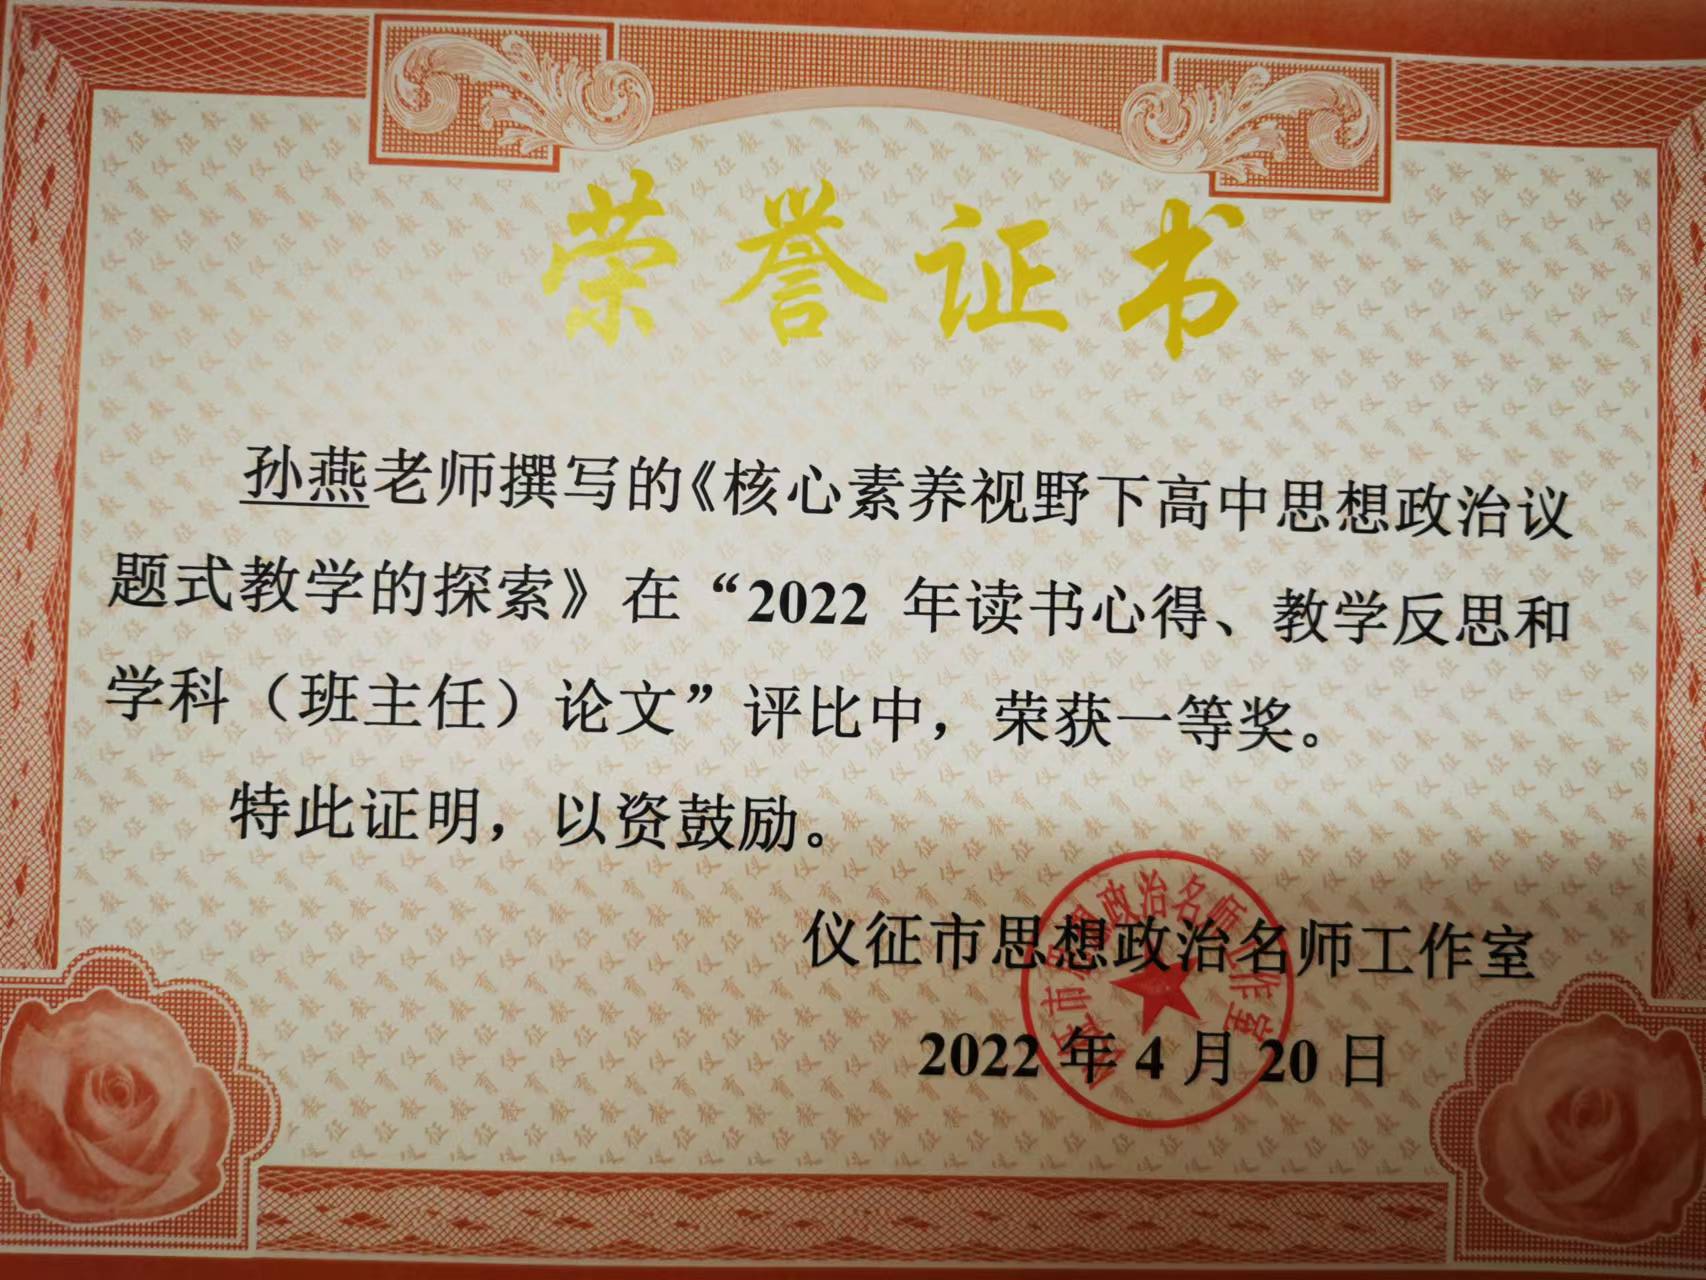 荣誉证书
孙燕老师撰写的《核心素养视野下高中思想政治议
题式教学的探索》在“2022 年读书心得、教学反思和
学科（班主任）论文”评比中，荣获一等奖。
特此证明，以资鼓励。
仪征市思想政治名师工作室
2022 年 4 月 20 日